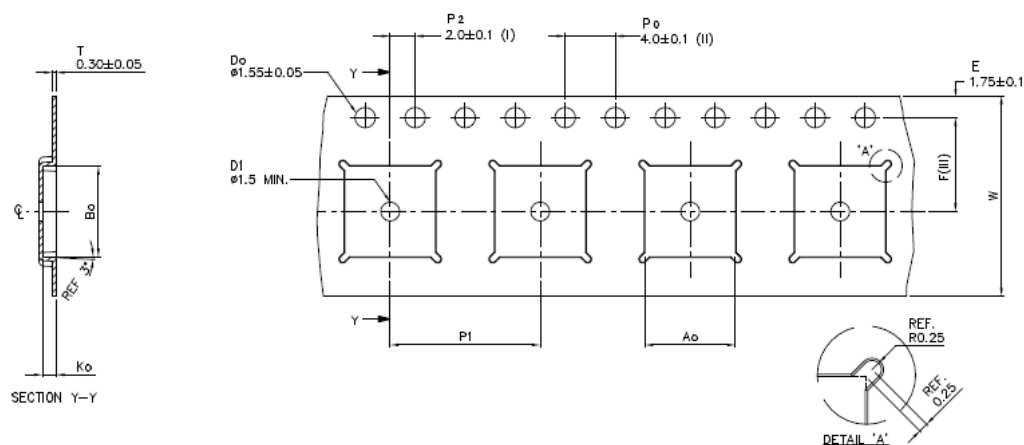 T
0.30±0.05
P2
2.0±0.1 (I)
Po
4.0±0.1 (II)
E
1.75±0.1
Do
ø1.55±0.05
Y
D1
ø1.5 MIN.
"A"
F(III)
W
℄
Bo
REF 3°
Ko
SECTION Y-Y
Y
P1
Ao
REF.
R0.25
REF.
0.25
DETAIL "A"